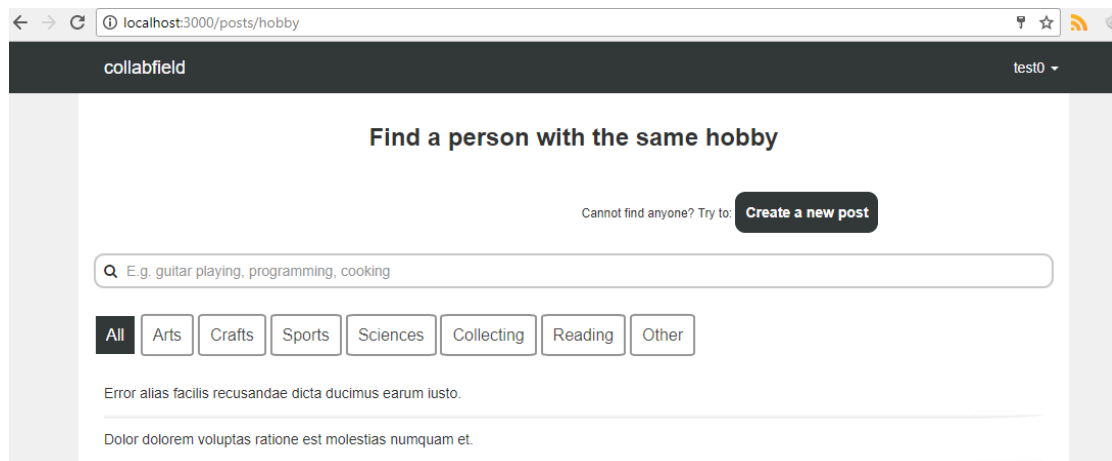 localhost:3000/posts/hobby
collabfield test0
Find a person with the same hobby
Cannot find anyone? Try to: Create a new post
E.g. guitar playing, programming, cooking
All Arts Crafts Sports Sciences Collecting Reading Other
Error alias facilis recusandae dicta ducimus earum iusto.
Dolor dolorem voluptas ratione est molestias numquam et.